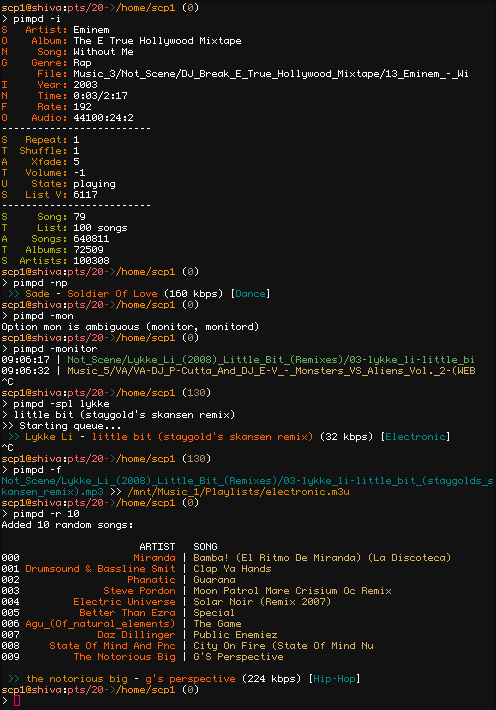 scp1@shiva:pts/20->/home/scp1 (0)
> pimpd -i
S Artist: Eminem
O Album: The E True Hollywood Mixtape
N Song: Without Me
G Genre: Rap
File: Music_3/Not_Scene/DJ_Break_E_True_Hollywood_Mixtape/13_Eminem_-_Wi
I Year: 2003
N Time: 0:03/2:17
F Rate: 192
O Audio: 44100:24:2
-------------------------
S Repeat: 1
T Shuffle: 1
A Xfade: 5
T Volume: -1
U State: playing
S List V: 6117
-------------------------
S Song: 79
T List: 100 songs
A Songs: 640811
T Albums: 72509
S Artists: 100308
scp1@shiva:pts/20->/home/scp1 (0)
> pimpd -np
>> Sade - Soldier Of Love (160 kbps) [Dance]
scp1@shiva:pts/20->/home/scp1 (0)
> pimpd -mon
Option mon is ambiguous (monitor, monitord)
scp1@shiva:pts/20->/home/scp1 (0)
> pimpd -monitor
09:06:17 | Not_Scene/Lykke_Li_(2008)_Little_Bit_(Remixes)/03-lykke_li-little_bi
09:06:32 | Music_5/VA/VA-DJ_P-Cutta_And_DJ_E-V_-_Monsters_VS_Aliens_Vol._2-(WEB
^C
scp1@shiva:pts/20->/home/scp1 (130)
> pimpd -spl lykke
> little bit (staygold's skansen remix)
>> Starting queue...
>> Lykke Li - little bit (staygold's skansen remix) (32 kbps) [Electronic]
^C
scp1@shiva:pts/20->/home/scp1 (130)
> pimpd -f
Not_Scene/Lykke_Li_(2008)_Little_Bit_(Remixes)/03-lykke_li-little_bit_(staygolds_s
kansen_remix).mp3 >> /mnt/Music_1/Playlists/electronic.m3u
scp1@shiva:pts/20->/home/scp1 (0)
> pimpd -r 10
Added 10 random songs:
ARTIST | SONG
000 Miranda | Bamba! (El Ritmo De Miranda) (La Discoteca)
001 Drumsound & Bassline Smit | Clap Ya Hands
002 Phanatic | Guarana
003 Steve Pordon | Moon Patrol Mare Crisium Oc Remix
004 Electric Universe | Solar Noir (Remix 2007)
005 Better Than Ezra | Special
006 Agu_(Of_natural_elements) | The Game
007 Daz Dillinger | Public Enemiez
008 State Of Mind And Pnc | City On Fire (State Of Mind Nu
009 The Notorious Big | G'S Perspective
>> the notorious big - g's perspective (224 kbps) [Hip-Hop]
scp1@shiva:pts/20->/home/scp1 (0)
>